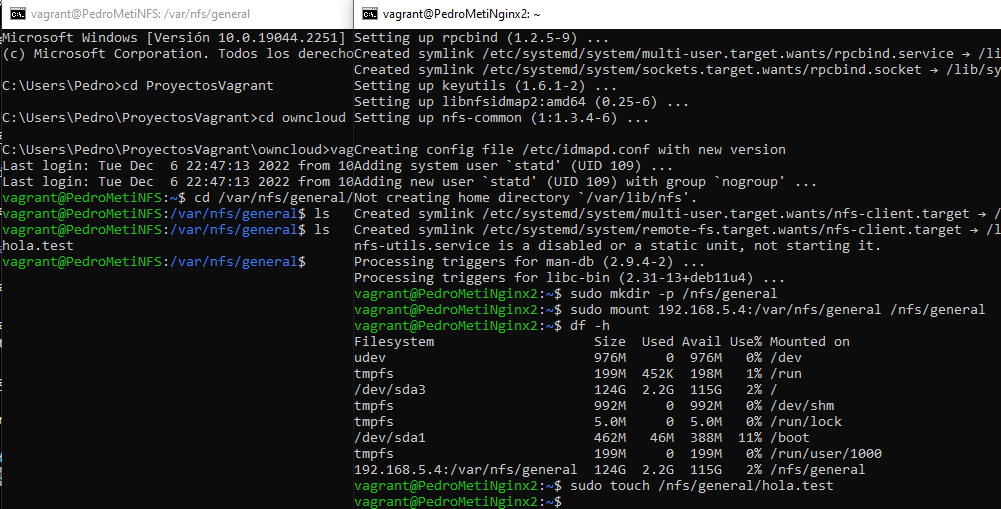 vagrant@PedroMetiNFS: /var/nfs/general
Microsoft Windows [Versión 10.0.19044.2251]
(c) Microsoft Corporation. Todos los derecho
C:\Users\Pedro>cd ProyectosVagrant
C:\Users\Pedro\ProyectosVagrant>cd owncloud
C:\Users\Pedro\ProyectosVagrant\owncloud>vag
Last login: Tue Dec  6 22:47:13 2022 from 10
Last login: Tue Dec  6 22:47:13 2022 from 10
vagrant@PedroMetiNFS:~$ cd /var/nfs/general/
vagrant@PedroMetiNFS:/var/nfs/general$ ls
vagrant@PedroMetiNFS:/var/nfs/general$ ls
hola.test
vagrant@PedroMetiNFS:/var/nfs/general$
vagrant@PedroMetiNginx2: ~
Setting up rpcbind (1.2.5-9) ...
Created symlink /etc/systemd/system/multi-user.target.wants/rpcbind.service → /li
Created symlink /etc/systemd/system/sockets.target.wants/rpcbind.socket → /lib/sy
Setting up keyutils (1.6.1-2) ...
Setting up libnfsidmap2:amd64 (0.25-6) ...
Setting up nfs-common (1:1.3.4-6) ...
Creating config file /etc/idmapd.conf with new version
Adding system user `statd' (UID 109) ...
Adding new user `statd' (UID 109) with group `nogroup' ...
Not creating home directory `/var/lib/nfs'.
Created symlink /etc/systemd/system/multi-user.target.wants/nfs-client.target → /
Created symlink /etc/systemd/system/remote-fs.target.wants/nfs-client.target → /l
nfs-utils.service is a disabled or a static unit, not starting it.
Processing triggers for man-db (2.9.4-2) ...
Processing triggers for libc-bin (2.31-13+deb11u4) ...
vagrant@PedroMetiNginx2:~$ sudo mkdir -p /nfs/general
vagrant@PedroMetiNginx2:~$ sudo mount 192.168.5.4:/var/nfs/general /nfs/general
vagrant@PedroMetiNginx2:~$ df -h
Filesystem                    Size  Used Avail Use% Mounted on
udev                          976M     0  976M   0% /dev
tmpfs                         199M  452K  198M   1% /run
/dev/sda3                     124G  2.2G  115G   2% /
tmpfs                         992M     0  992M   0% /dev/shm
tmpfs                         5.0M     0  5.0M   0% /run/lock
/dev/sda1                     462M   46M  388M  11% /boot
tmpfs                         199M     0  199M   0% /run/user/1000
192.168.5.4:/var/nfs/general  124G  2.2G  115G   2% /nfs/general
vagrant@PedroMetiNginx2:~$ sudo touch /nfs/general/hola.test
vagrant@PedroMetiNginx2:~$